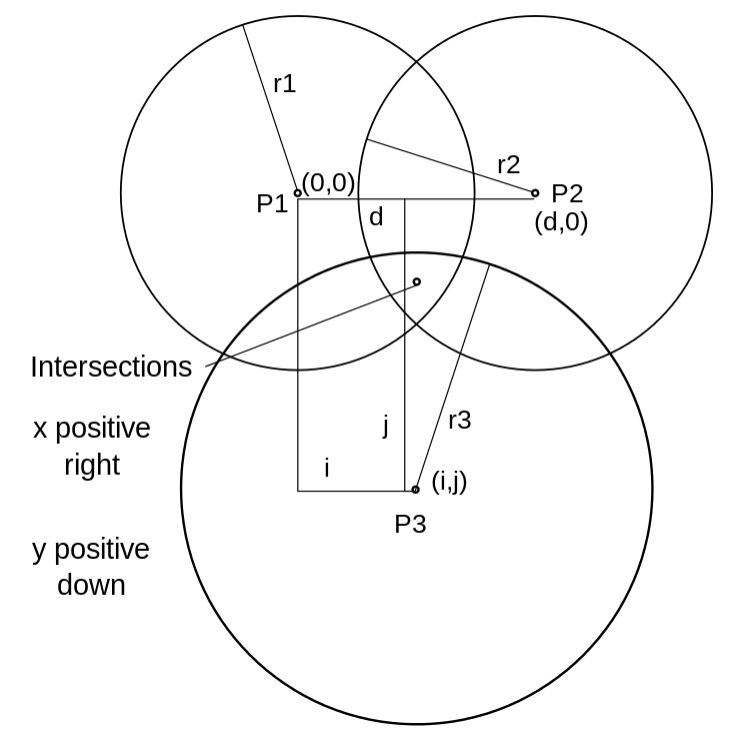 r1
r2
(0,0)
P1
P2
d
(d,0)
Intersections
x positive
right
j
r3
i
(i,j)
P3
y positive
down